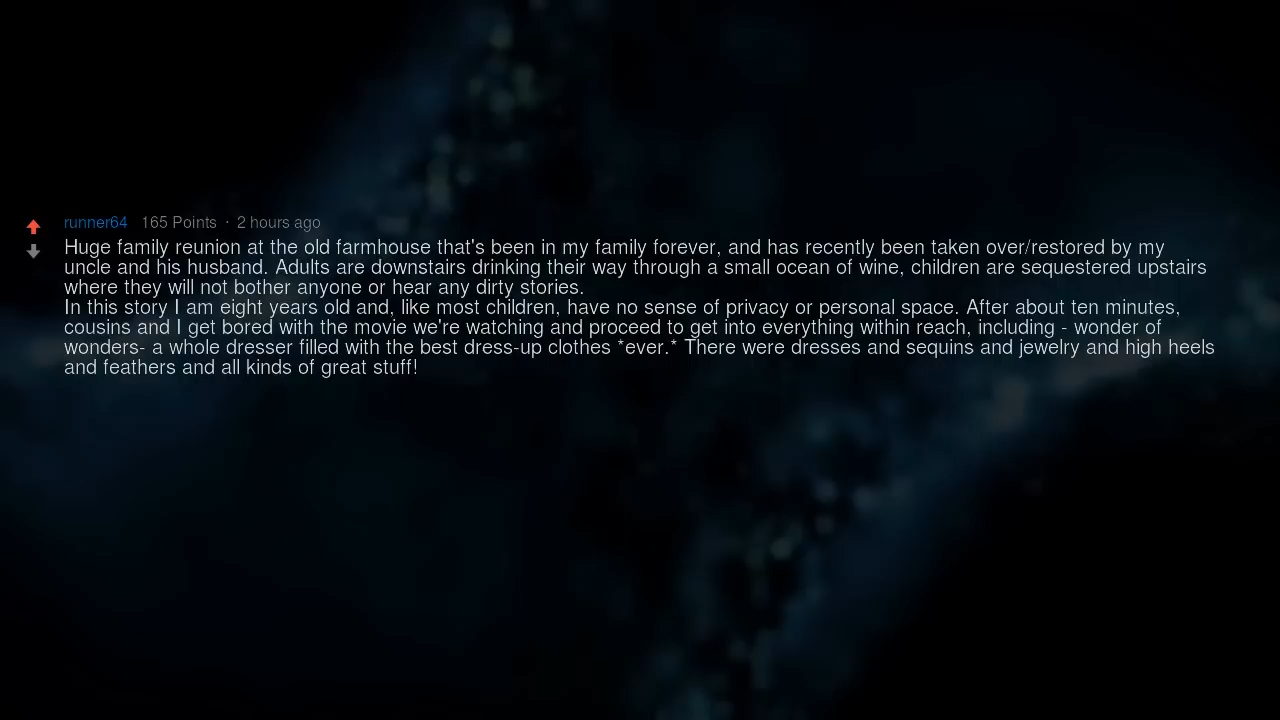 runner64 165 Points · 2 hours ago
Huge family reunion at the old farmhouse that's been in my family forever, and has recently been taken over/restored by my
uncle and his husband. Adults are downstairs drinking their way through a small ocean of wine, children are sequestered upstairs
where they will not bother anyone or hear any dirty stories.
In this story I am eight years old and, like most children, have no sense of privacy or personal space. After about ten minutes,
cousins and I get bored with the movie we're watching and proceed to get into everything within reach, including - wonder of
wonders- a whole dresser filled with the best dress-up clothes *ever.* There were dresses and sequins and jewelry and high heels
and feathers and all kinds of great stuff!